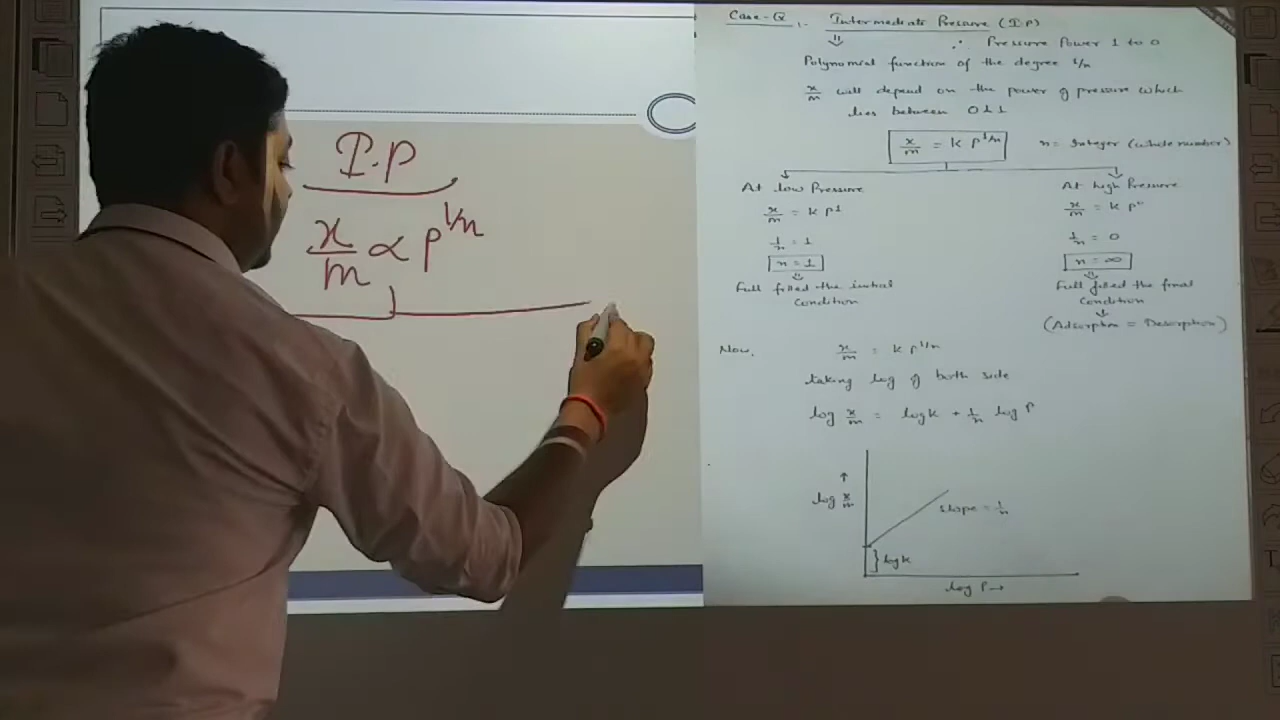 I.P
x/m ∝ P^1/n
Case-2:. Intermediate Pressure (I.P)
⇓ ∴ Pressure Power 1 to 0
Polynomial function of the degree 1/n
x/m will depend on the power of pressure which
lies between 0 & 1
x/m = k P^1/n n = Integer (whole number)
At low Pressure
x/m = k P^1
1/n = 1
n = 1
⇓
Full filled the initial
Condition
At high Pressure
x/m = k P^0
1/n = 0
n = ∞
⇓
Full filled the final
Condition
↓
(Adsorption = Desorption)
Now, x/m = k P^1/n
taking log of both side
log x/m = log k + 1/n log P
↑
log x/m
slope = 1/n
} log k
log P →